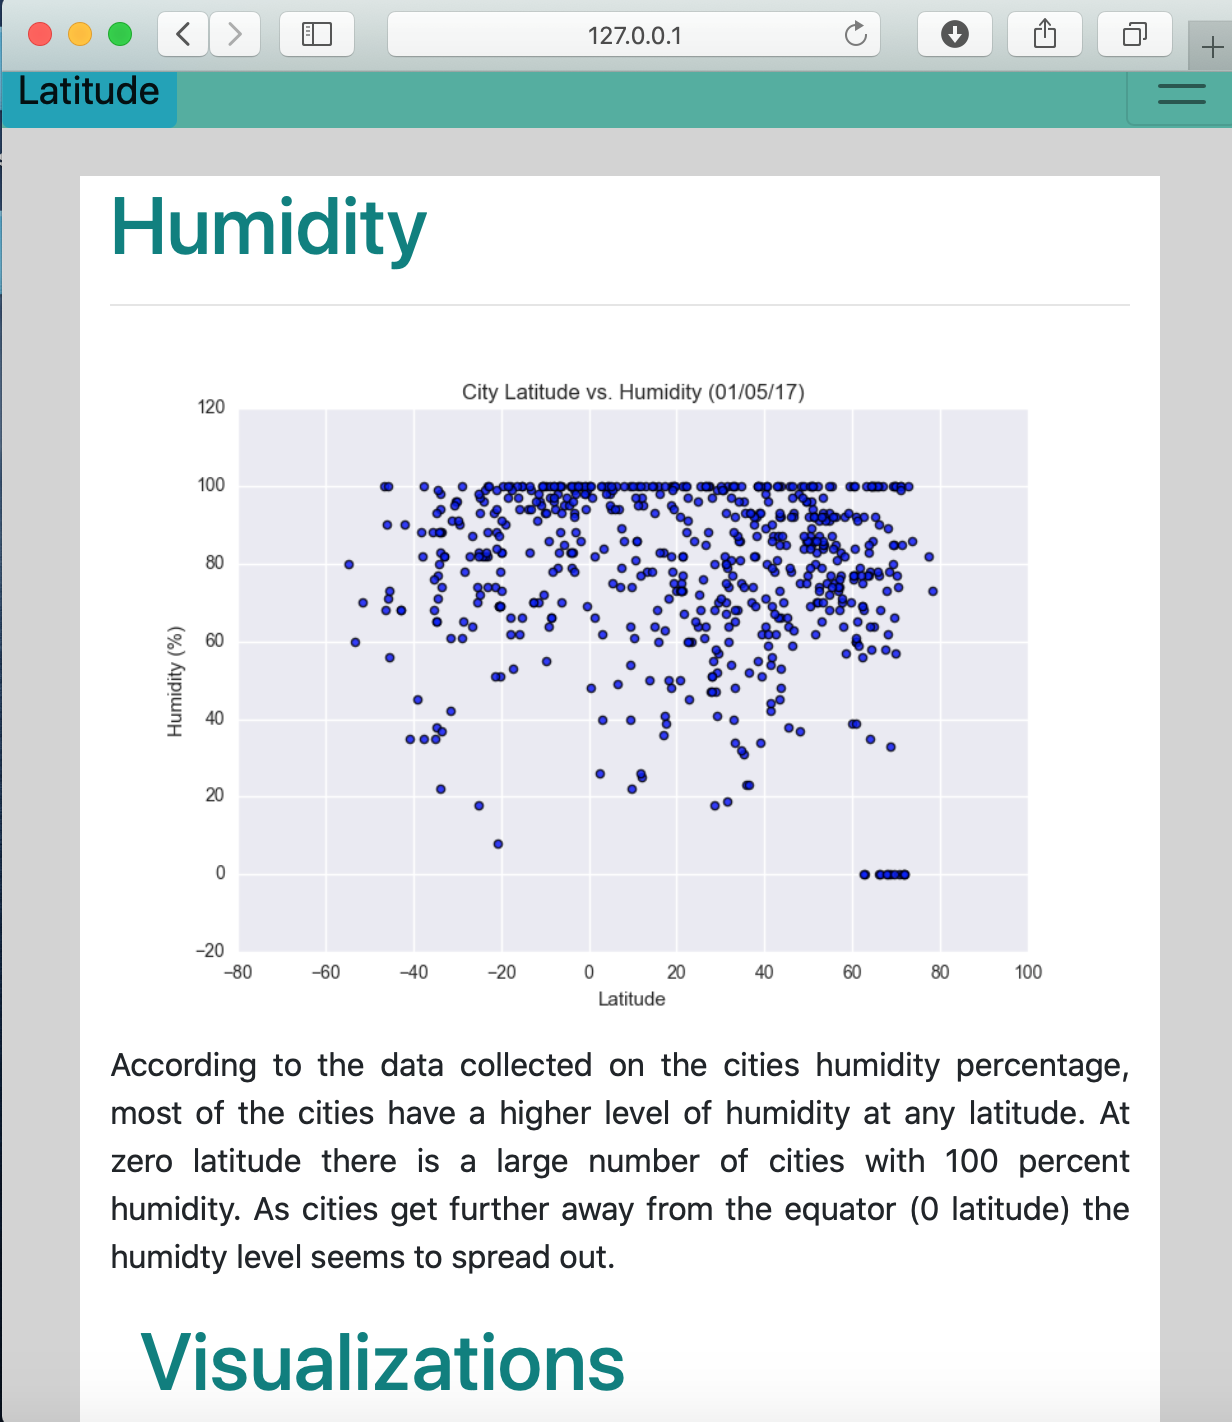 127.0.0.1
Latitude
Humidity
City Latitude vs. Humidity (01/05/17)
120
100
80
60
40
20
0
−20
Humidity (%)
−80 −60 −40 −20 0 20 40 60 80 100
Latitude
According to the data collected on the cities humidity percentage,
most of the cities have a higher level of humidity at any latitude. At
zero latitude there is a large number of cities with 100 percent
humidity. As cities get further away from the equator (0 latitude) the
humidty level seems to spread out.
Visualizations